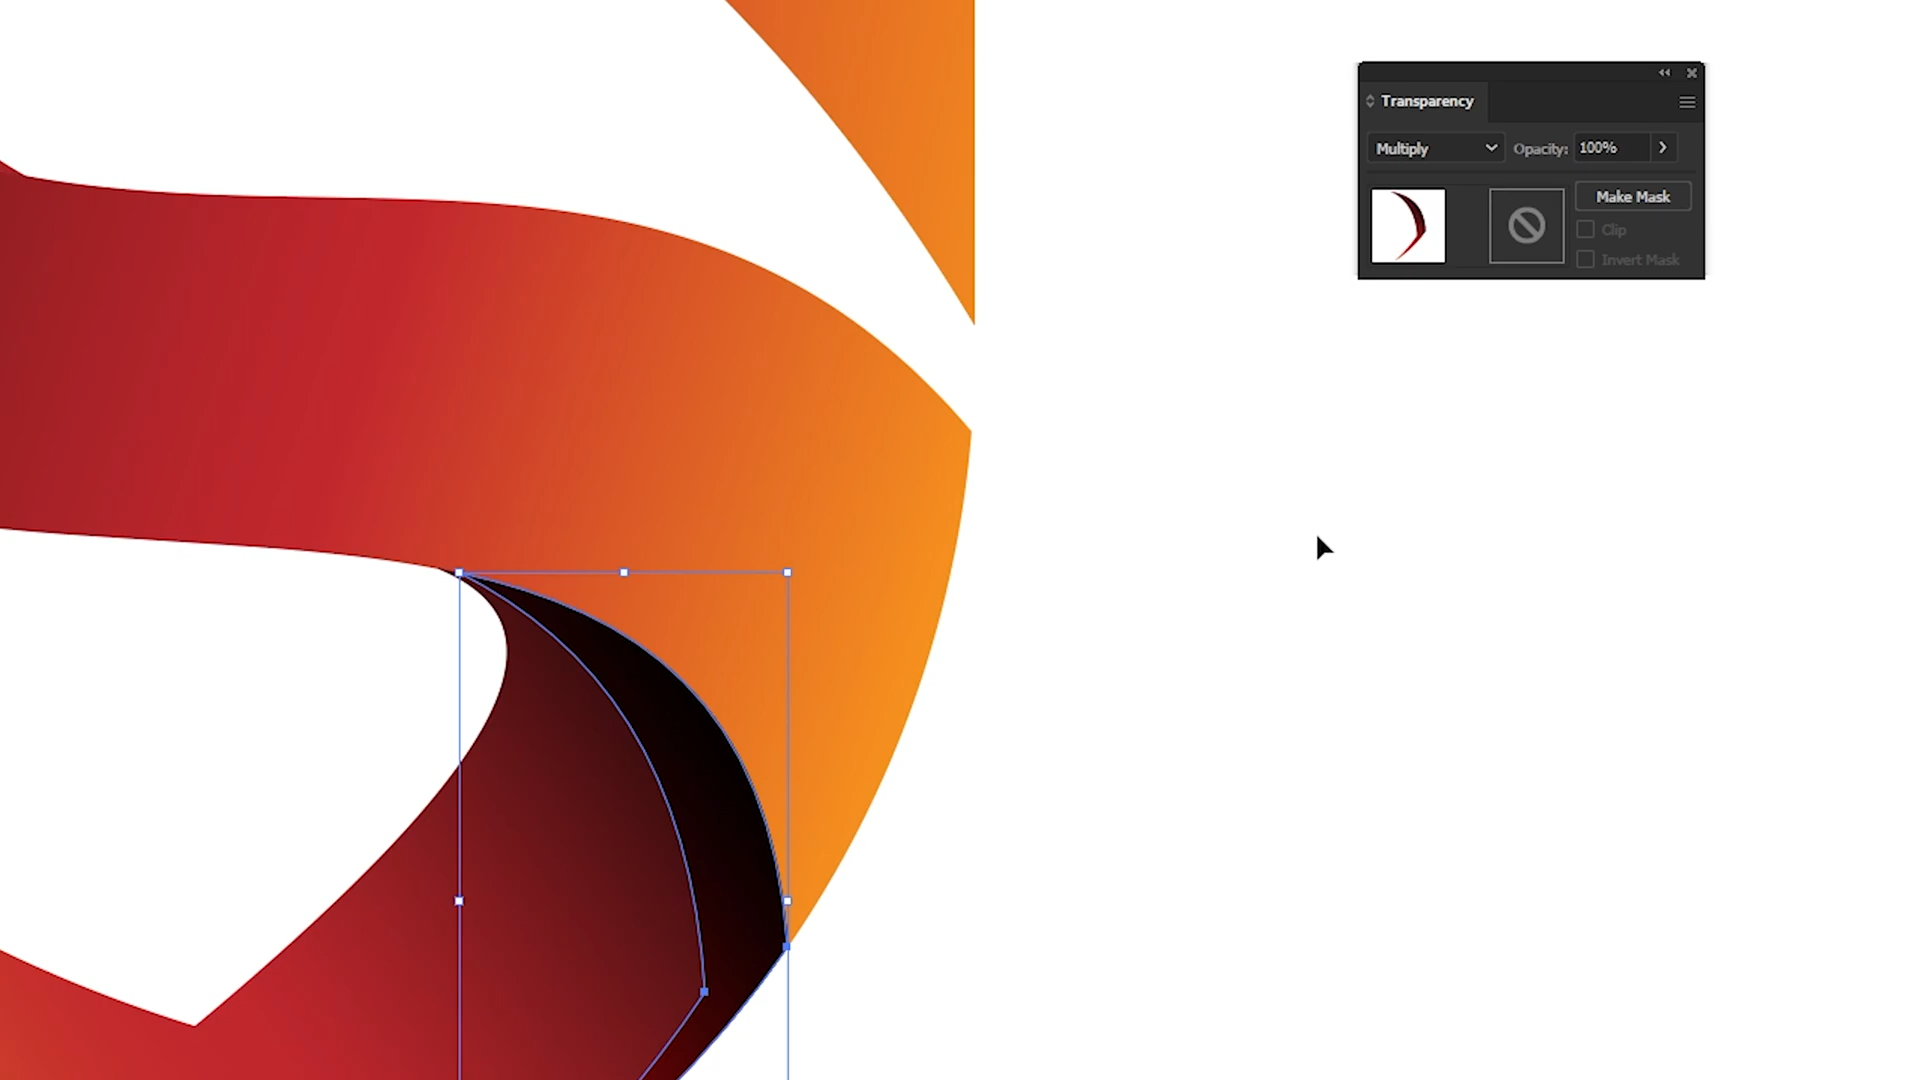 Transparency
Multiply Opacity: 100%
Make Mask
Clip
Invert Mask